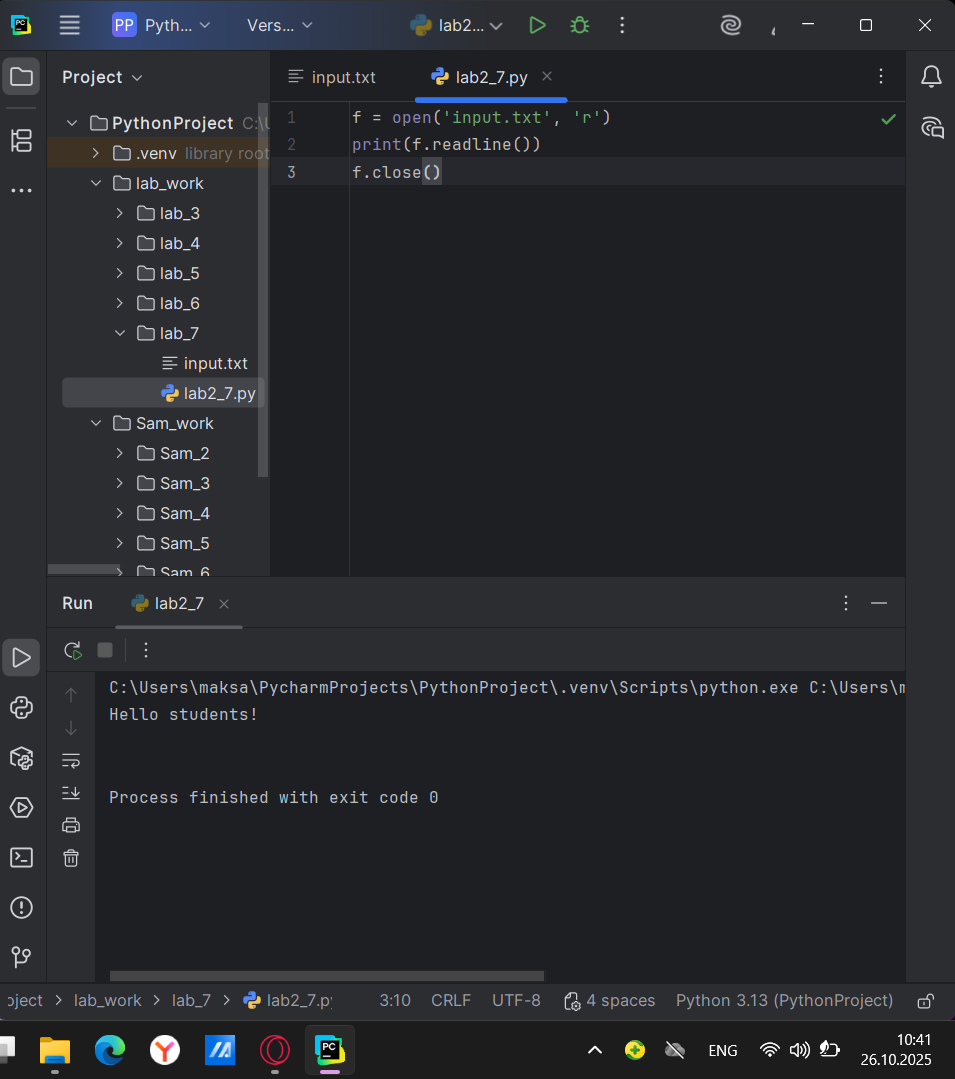 PC
PP Pyth...
Vers...
lab2...
Project
input.txt
lab2_7.py
PythonProject C:\U
.venv library root
lab_work
lab_3
lab_4
lab_5
lab_6
lab_7
input.txt
lab2_7.py
Sam_work
Sam_2
Sam_3
Sam_4
Sam_5
Sam_6
1 f = open('input.txt', 'r')
2 print(f.readline())
3 f.close()
Run lab2_7
C:\Users\maksa\PycharmProjects\PythonProject\.venv\Scripts\python.exe C:\Users\m
Hello students!
Process finished with exit code 0
oject > lab_work > lab_7 > lab2_7.py 3:10 CRLF UTF-8 4 spaces Python 3.13 (PythonProject)
PC
ENG
10:41
26.10.2025